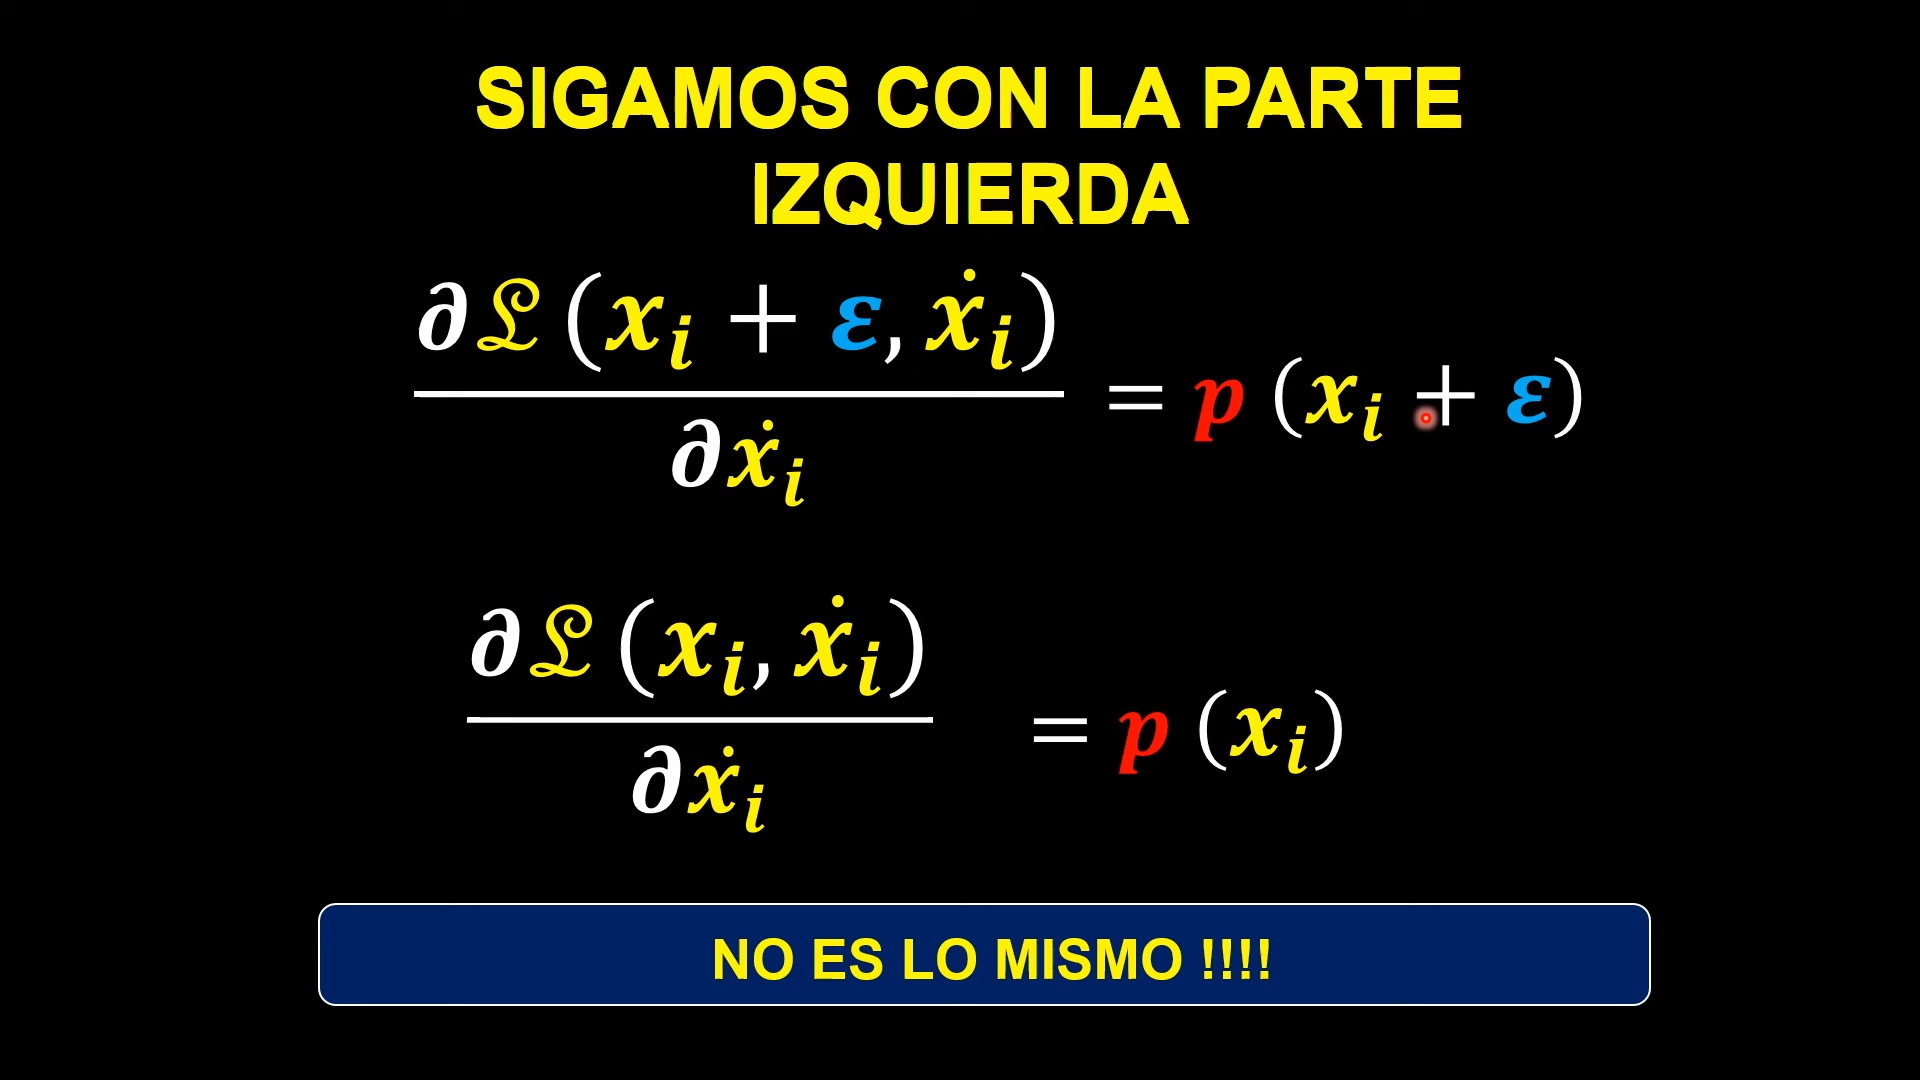 SIGAMOS CON LA PARTE
IZQUIERDA
∂ℒ (xᵢ + ε, ẋᵢ)
∂ẋᵢ
= p (xᵢ + ε)
∂ℒ (xᵢ, ẋᵢ)
∂ẋᵢ
= p (xᵢ)
NO ES LO MISMO !!!!